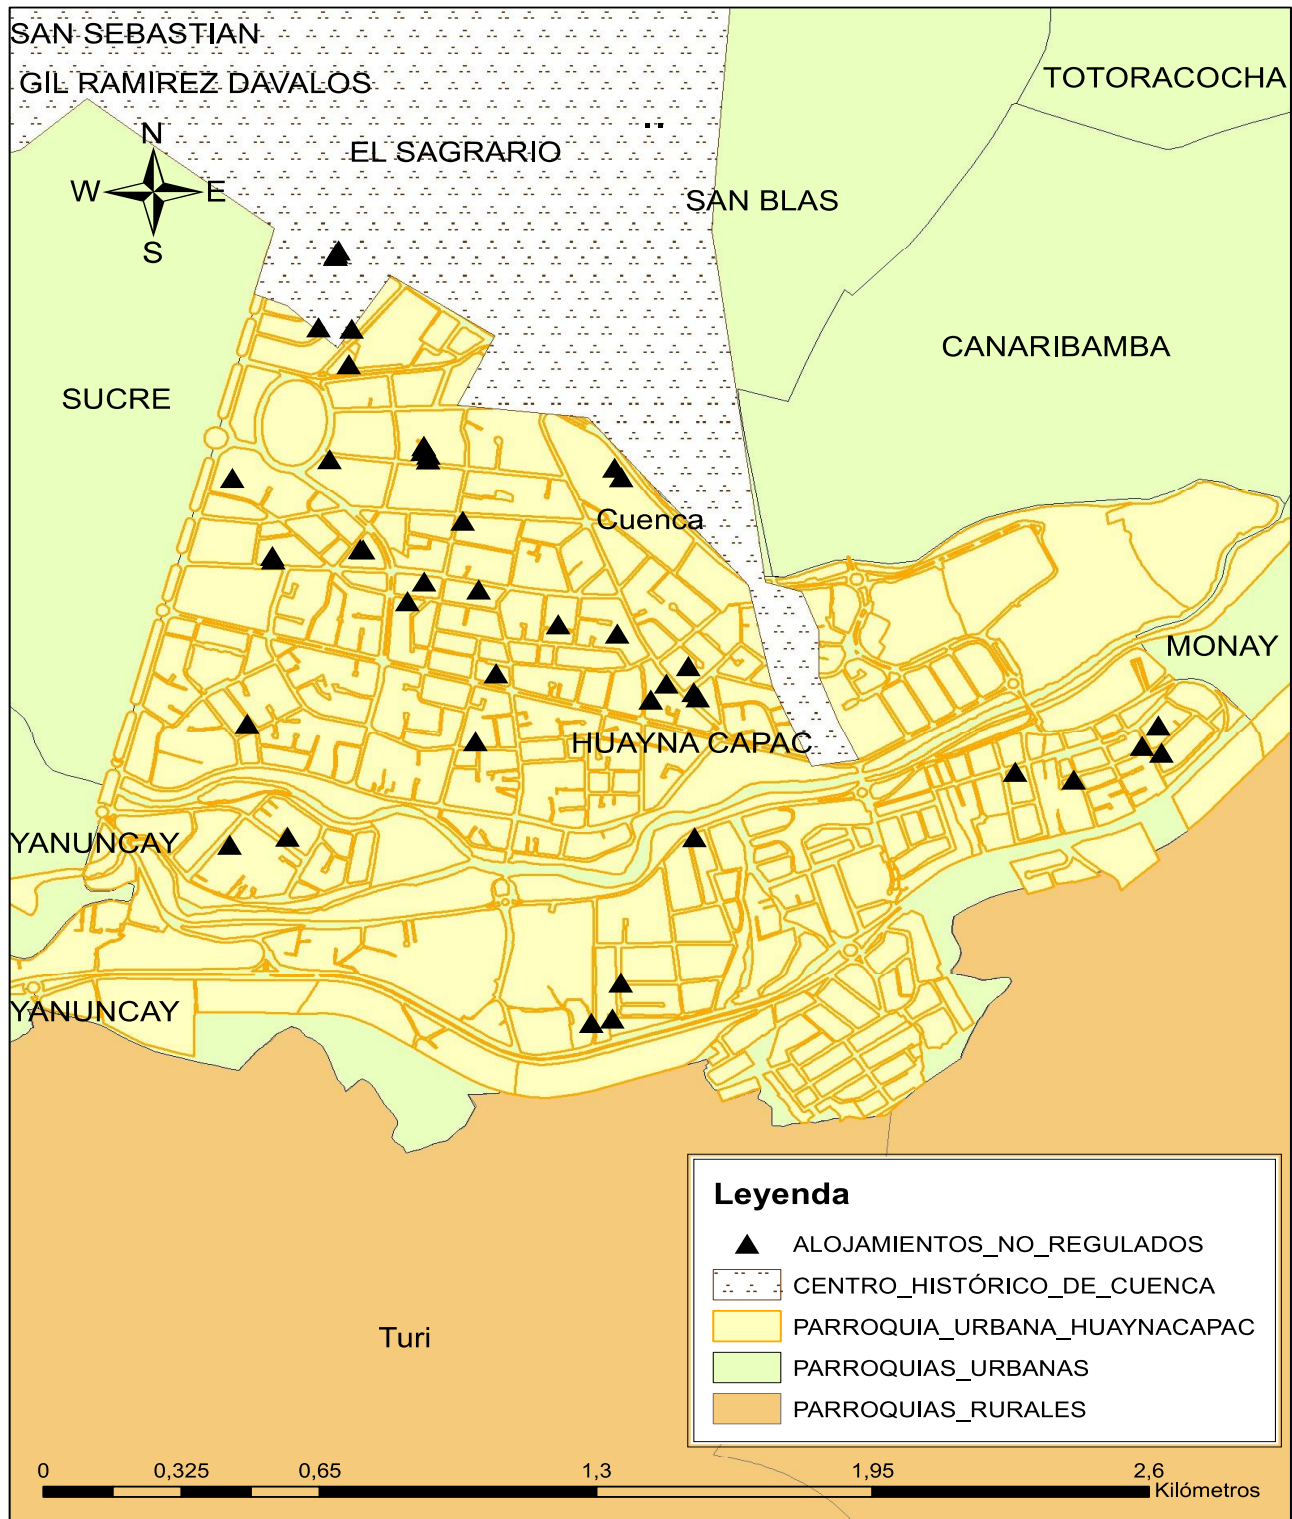 SAN SEBASTIAN
GIL RAMIREZ DAVALOS
TOTORACOCHA
N
EL SAGRARIO
W E
SAN BLAS
S
CANARIBAMBA
SUCRE
Cuenca
MONAY
HUAYNA CAPAC
YANUNCAY
YANUNCAY
Turi
Leyenda
ALOJAMIENTOS_NO_REGULADOS
CENTRO_HISTÓRICO_DE_CUENCA
PARROQUIA_URBANA_HUAYNACAPAC
PARROQUIAS_URBANAS
PARROQUIAS_RURALES
0 0,325 0,65 1,3 1,95 2,6
Kilómetros